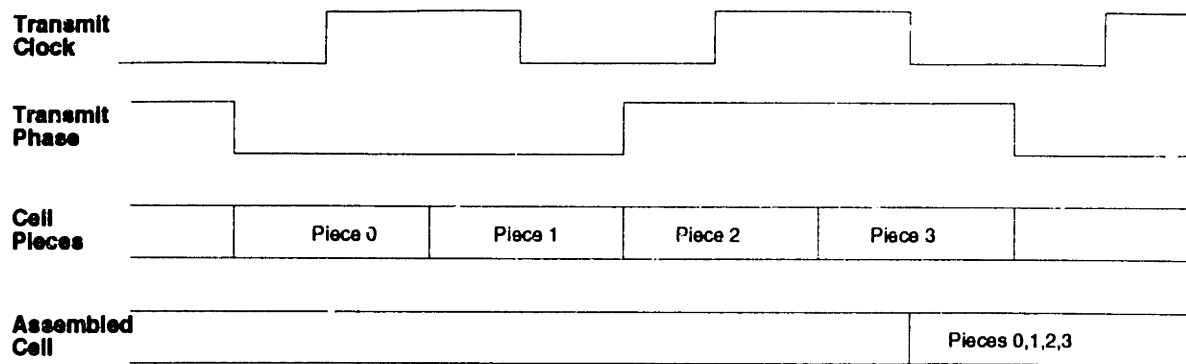 Transmit
Clock
Transmit
Phase
Cell
Pieces
Piece 0
Piece 1
Piece 2
Piece 3
Assembled
Cell
Pieces 0,1,2,3